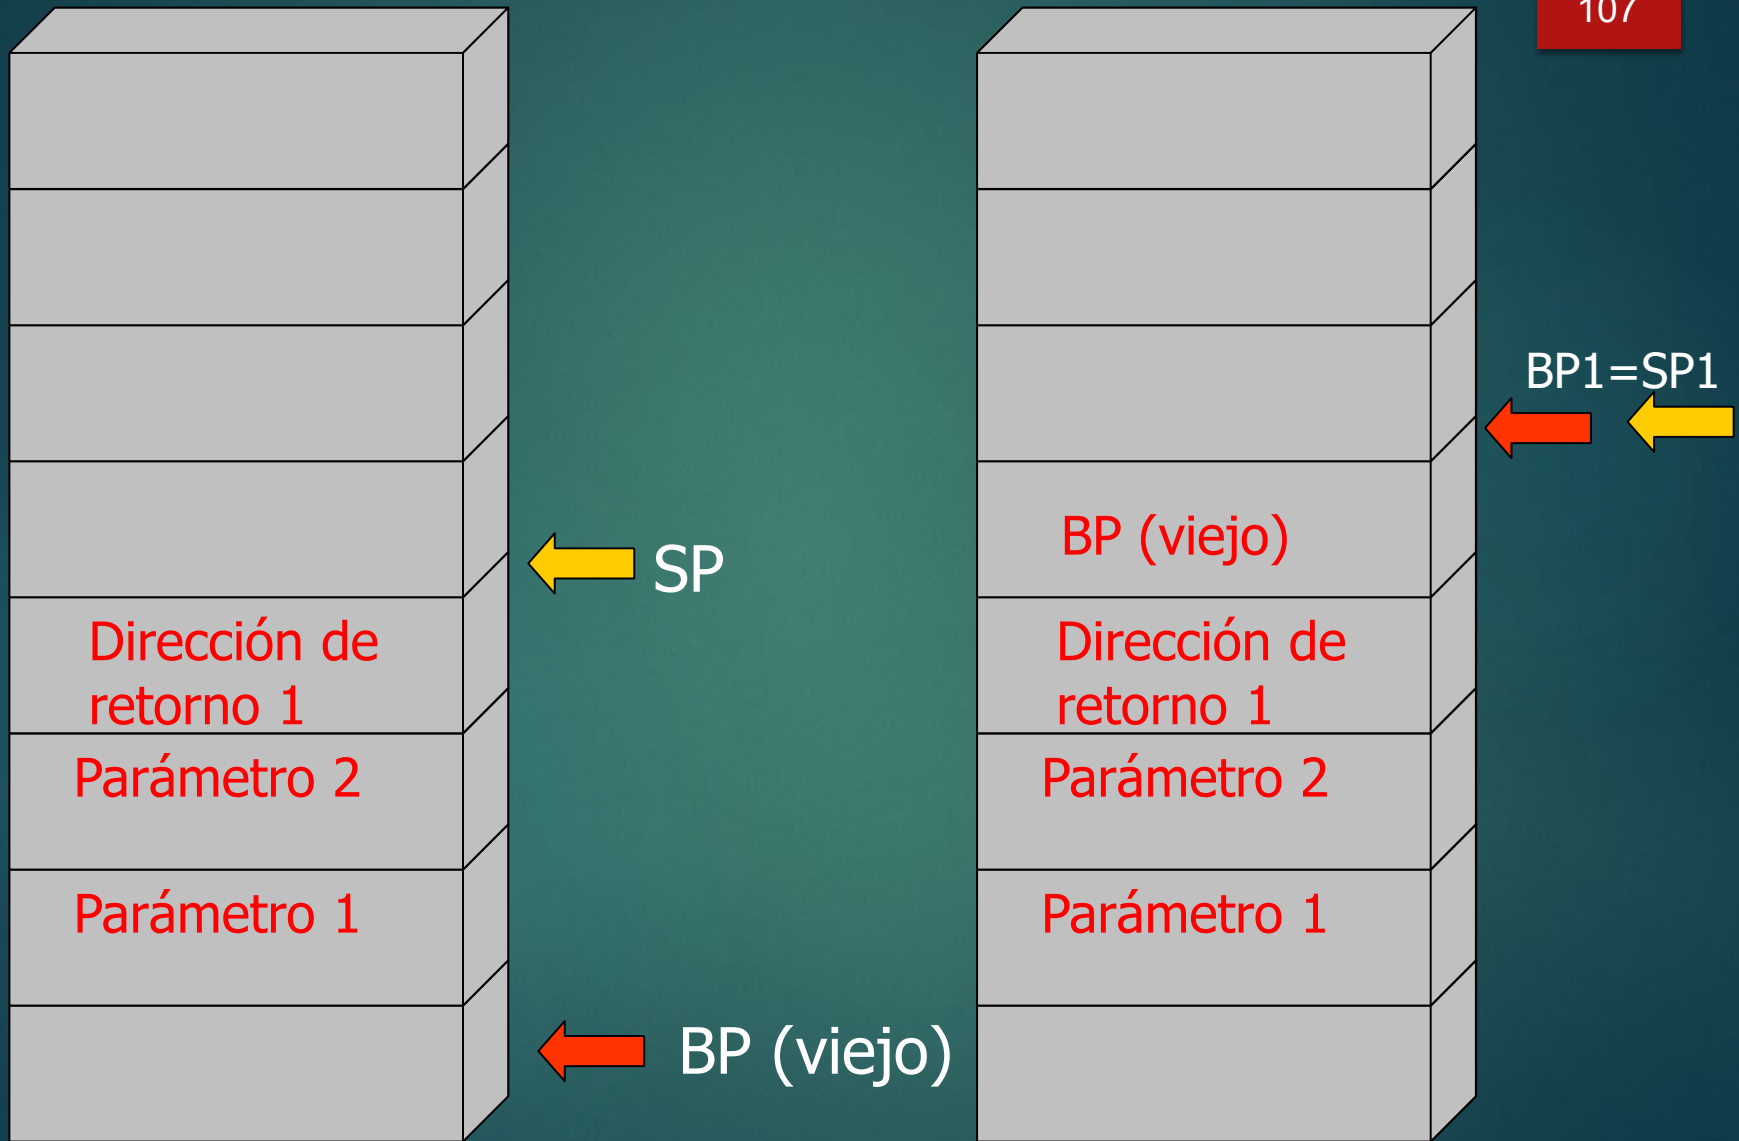 107
SP
Dirección de
retorno 1
Parámetro 2
Parámetro 1
BP (viejo)
BP1=SP1
BP (viejo)
Dirección de
retorno 1
Parámetro 2
Parámetro 1